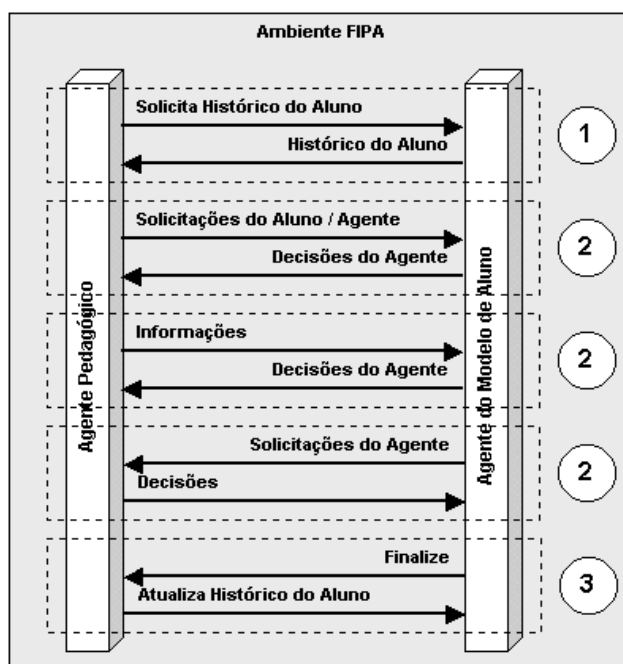 Ambiente FIPA
Agente Pedagógico
Agente do Modelo de Aluno
Solicita Histórico do Aluno
Histórico do Aluno
1
Solicitações do Aluno / Agente
Decisões do Agente
2
Informações
Decisões do Agente
2
Solicitações do Agente
Decisões
2
Finalize
Atualiza Histórico do Aluno
3